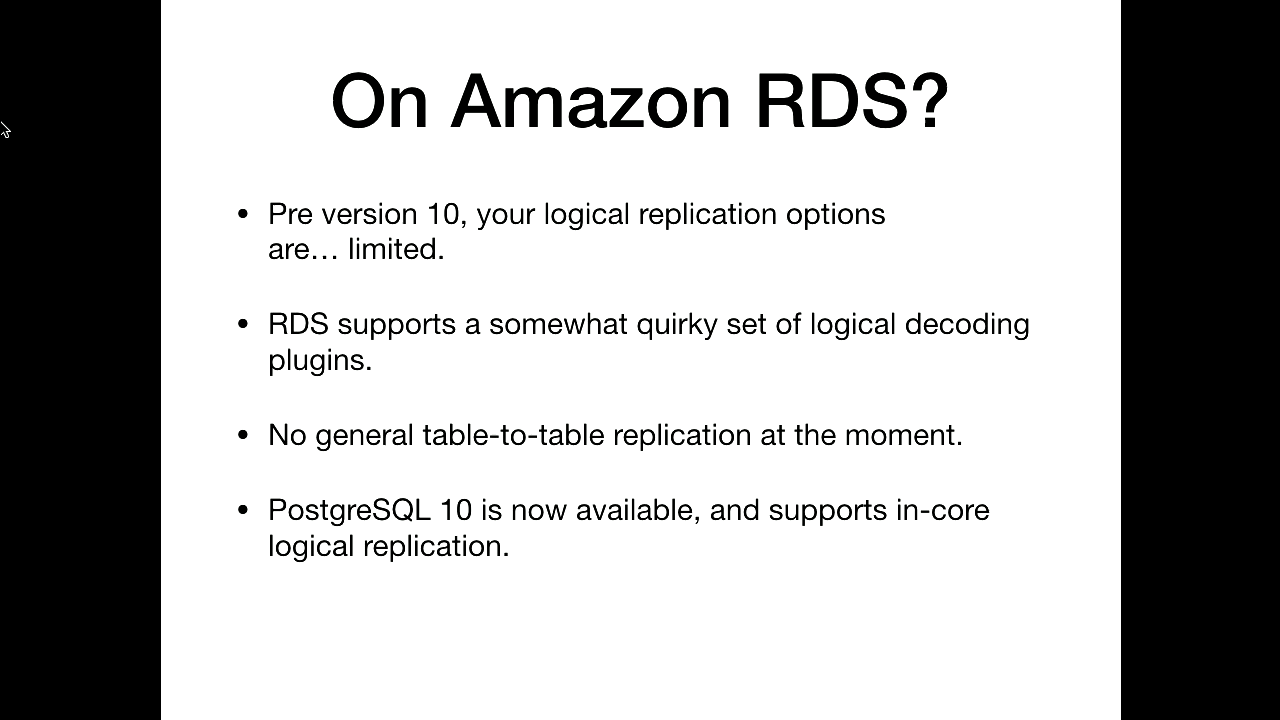 On Amazon RDS?
• Pre version 10, your logical replication options
are… limited.
• RDS supports a somewhat quirky set of logical decoding
plugins.
• No general table-to-table replication at the moment.
• PostgreSQL 10 is now available, and supports in-core
logical replication.